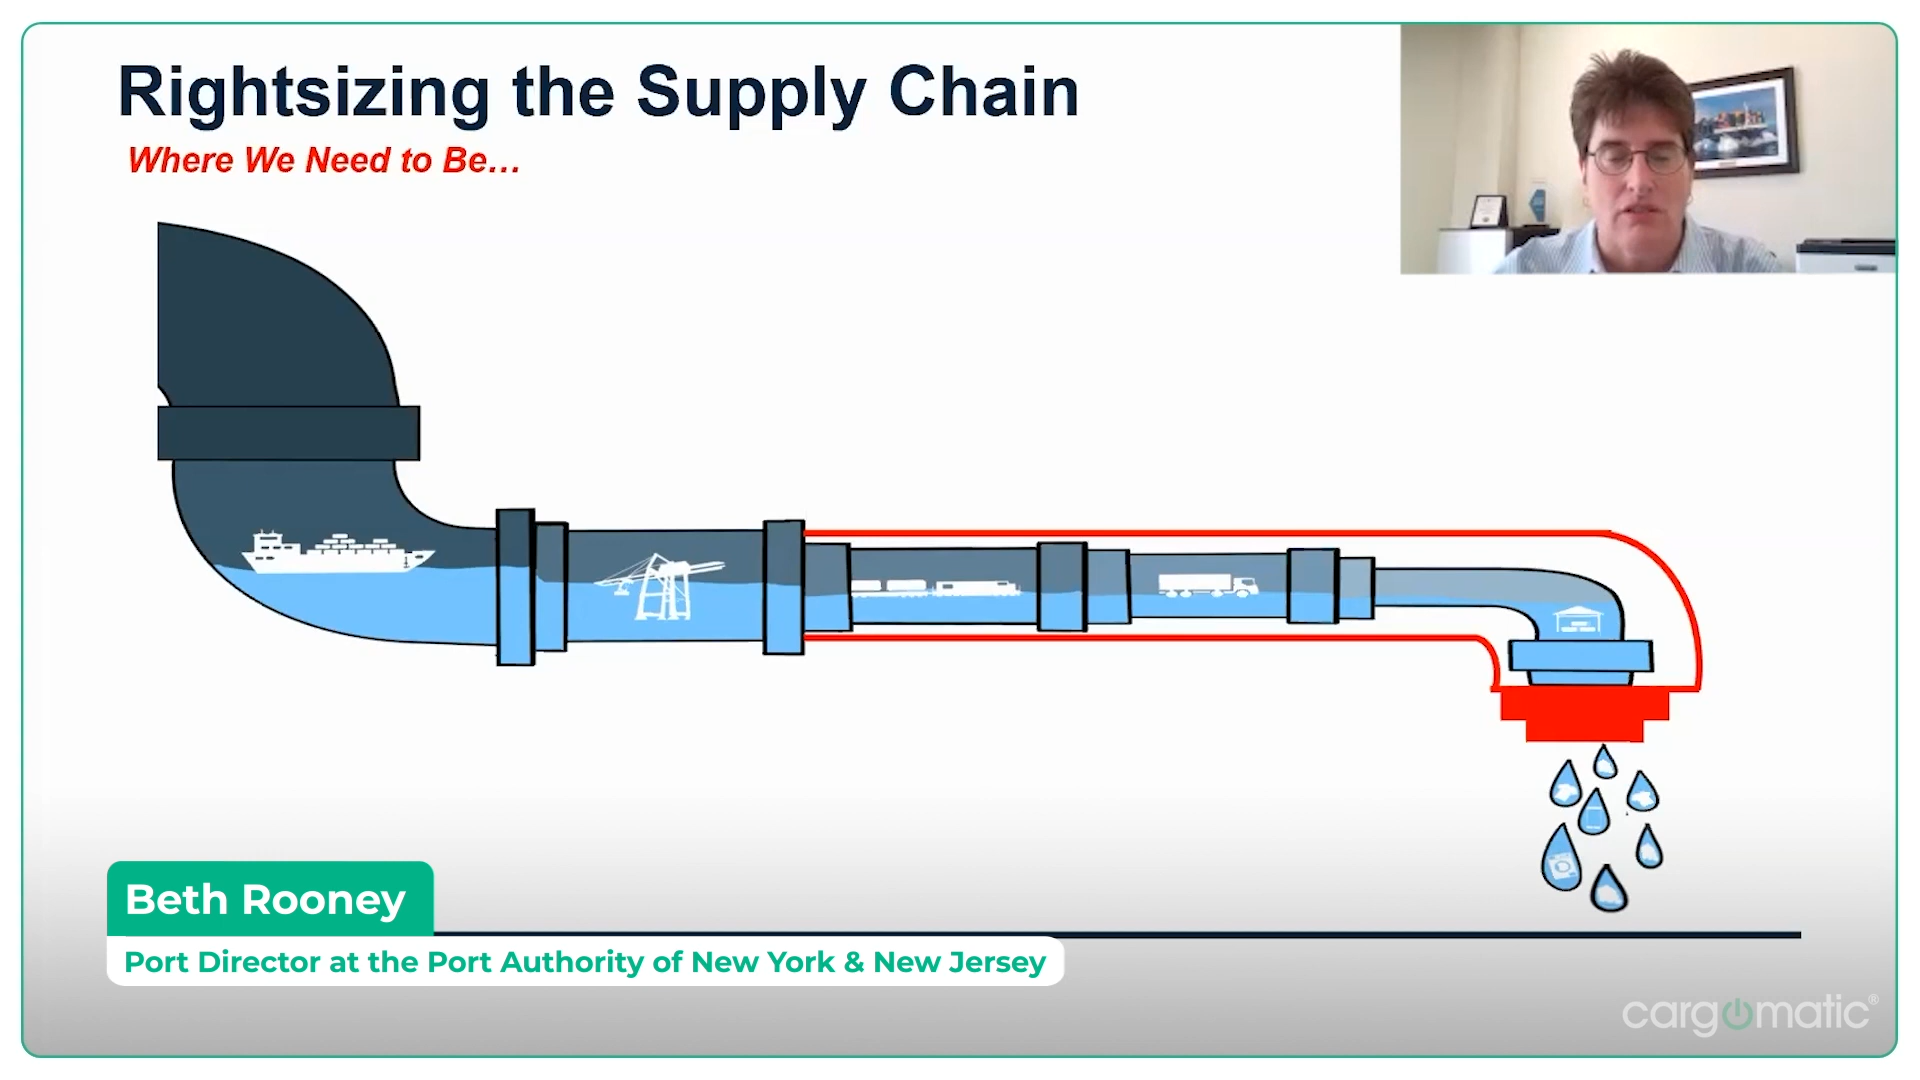 Rightsizing the Supply Chain
Where We Need to Be...
Beth Rooney
Port Director at the Port Authority of New York & New Jersey
cargomatic®